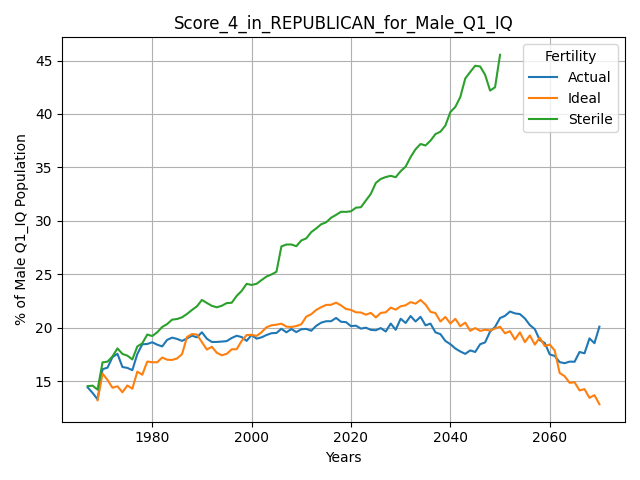 Score_4_in_REPUBLICAN_for_Male_Q1_IQ
Fertility
Actual
Ideal
Sterile
% of Male Q1_IQ Population
45
40
35
30
25
20
15
1980
2000
2020
2040
2060
Years